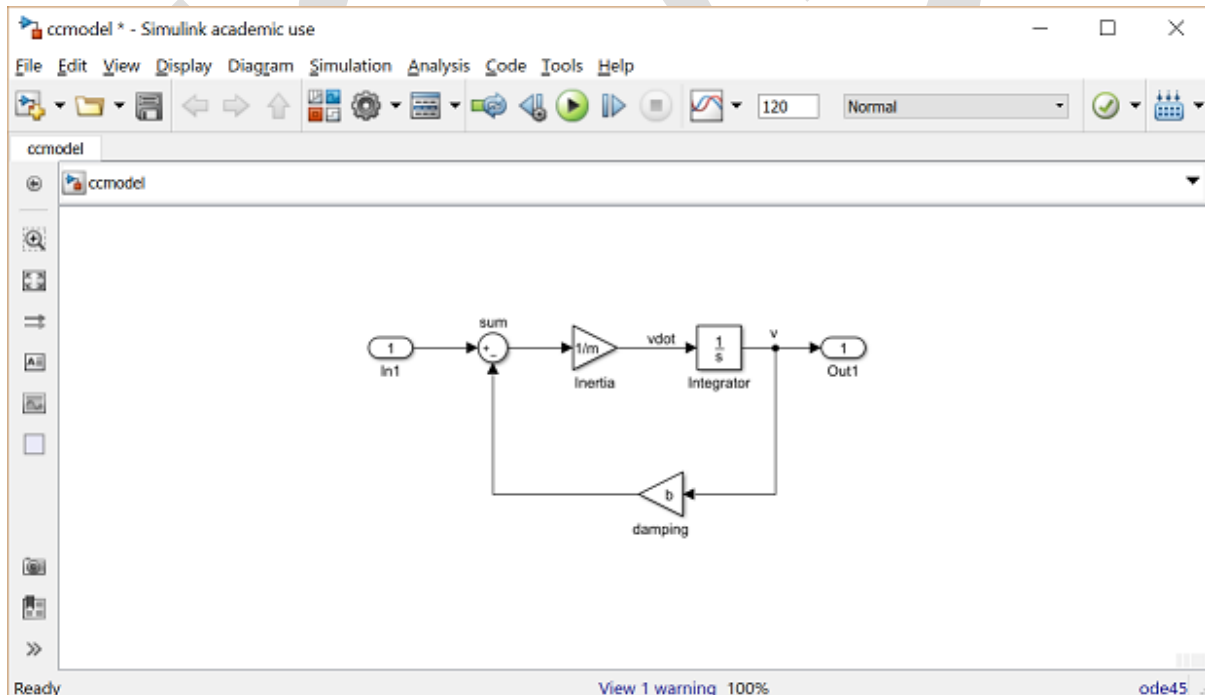 ccmodel * - Simulink academic use
File Edit View Display Diagram Simulation Analysis Code Tools Help
120 Normal
ccmodel
ccmodel
sum
1 +_ 1/m vdot 1/s v 1
In1 Inertia Integrator Out1
b
damping
Ready View 1 warning 100% ode45